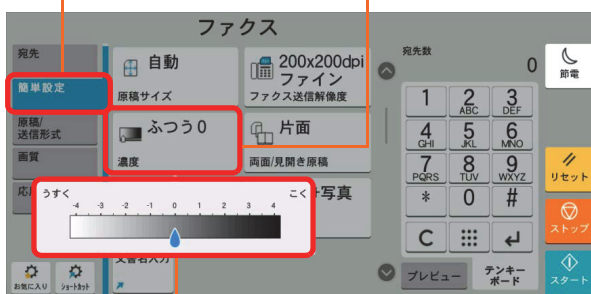 ファクス
宛先
簡単設定
原稿/
送信形式
画質
応
自動
原稿サイズ
200x200dpi
ファイン
ファクス送信解像度
ふつう0
濃度
片面
両面/見開き原稿
うすく
こく
-4 -3 -2 -1 0 1 2 3 4
+写真
文書名入力
お気に入り
ショートカット
宛先数
0
1
2
ABC
3
DEF
4
GHI
5
JKL
6
MNO
7
PQRS
8
TUV
9
WXYZ
*
0
#
C
プレビュー
テンキー
ボード
節電
リセット
ストップ
スタート